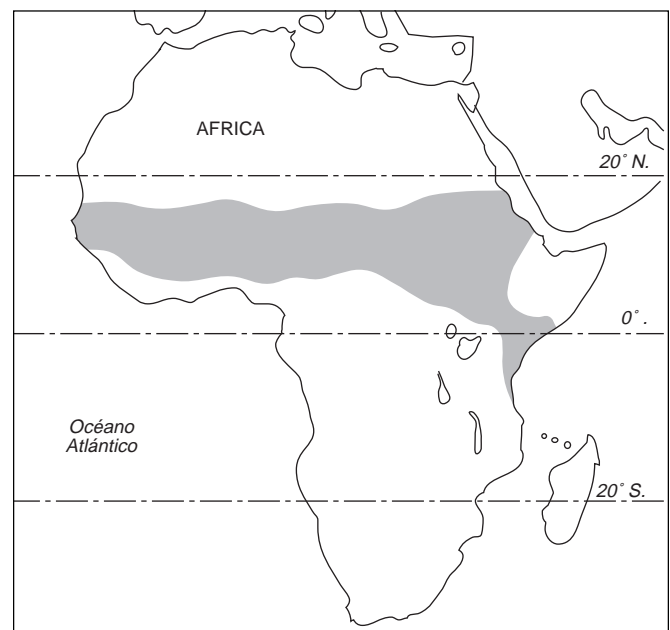 AFRICA
20° N.
0° .
Océano
Atlántico
20° S.